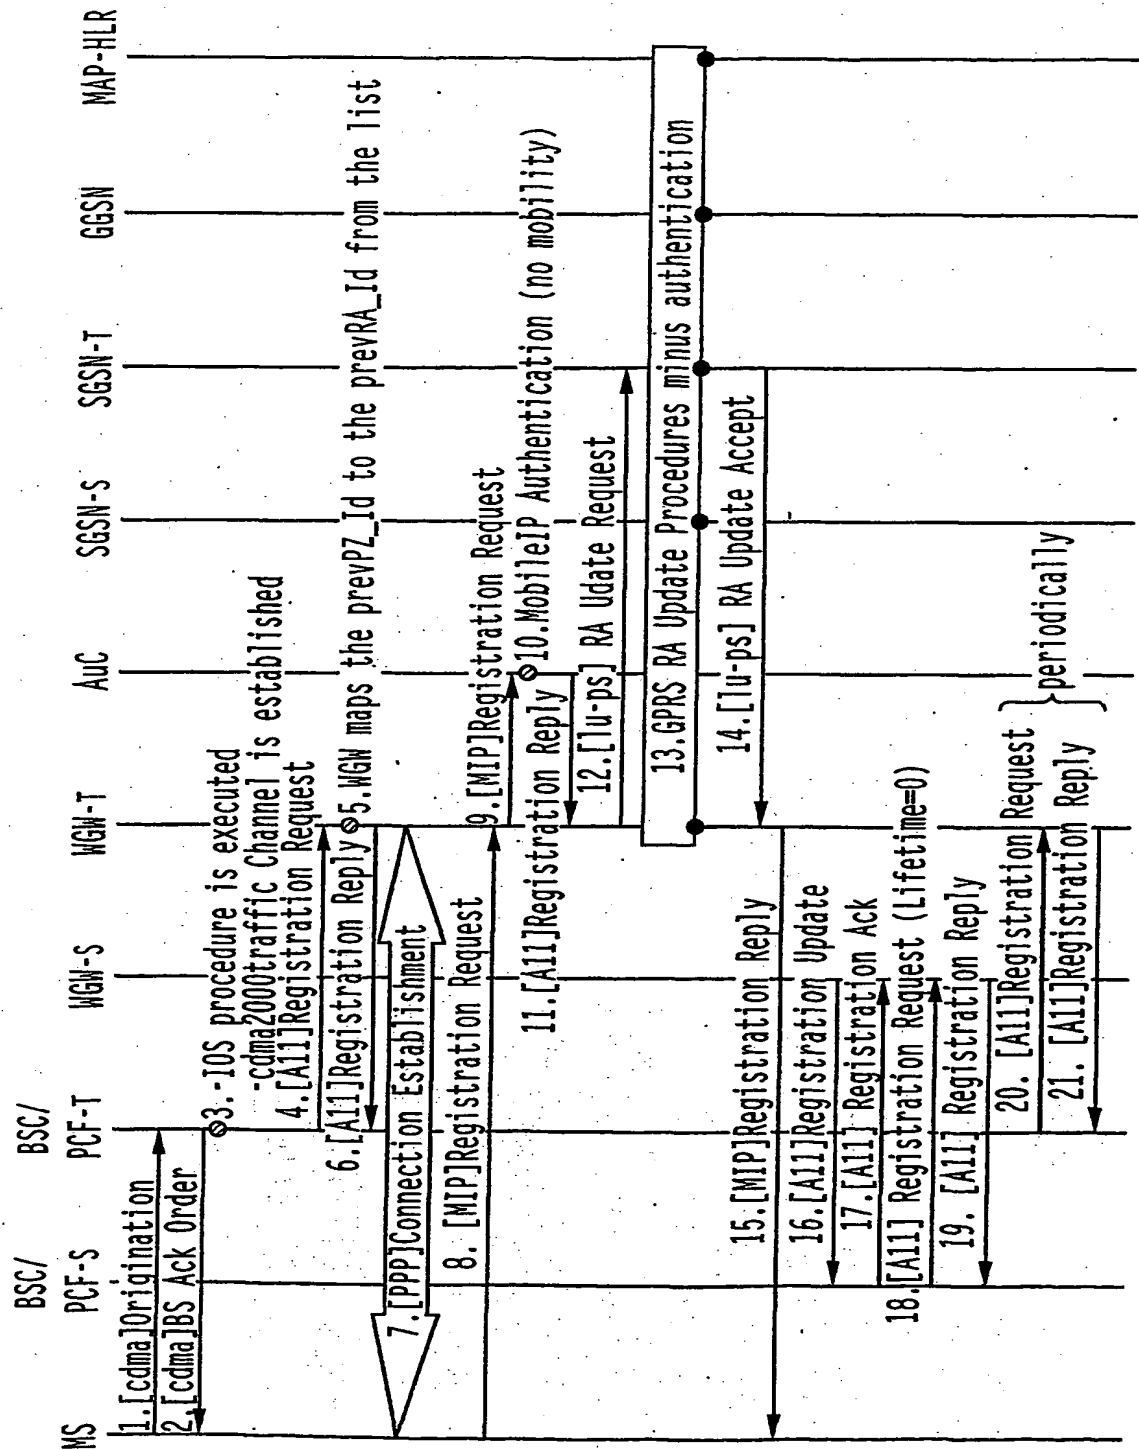 MS
BSC/
PCF-S
BSC/
PCF-T
WGW-S
WGW-T
AuC
SGSN-S
SGSN-T
GGSN
MAP-HLR
1.[cdma]Origination
2.[cdma]BS Ack Order
3.-IOS procedure is executed
-cdma2000traffic Channel is established
4.[A11]Registration Request
5.WGW maps the prevPZ_Id to the prevRA_Id from the list
6.[A11]Registration Reply
7.[PPP]Connection Establishment
8. [MIP]Registration Request
9.[MIP]Registration Request
10.MobileIP Authentication (no mobility)
11.[A11]Registration Reply
12.[lu-ps] RA Udate Request
13.GPRS RA Update Procedures minus authentication
14.[lu-ps] RA Update Accept
15.[MIP]Registration Reply
16.[A11]Registration Update
17.[A11] Registration Ack
18.[A11] Registration Request (Lifetime=0)
19. [A11] Registration Reply
20. [A11]Registration Request
21. [A11]Registration Reply
periodically